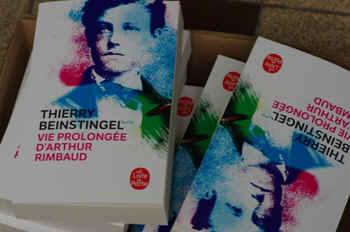 THIERRY
BEINSTINGEL
VIE PROLONGÉE
D'ARTHUR
RIMBAUD
Le Livre
de Poche
THIERRY
BEINSTINGEL
VIE PROLONGÉE
D'ARTHUR
RIMBAUD